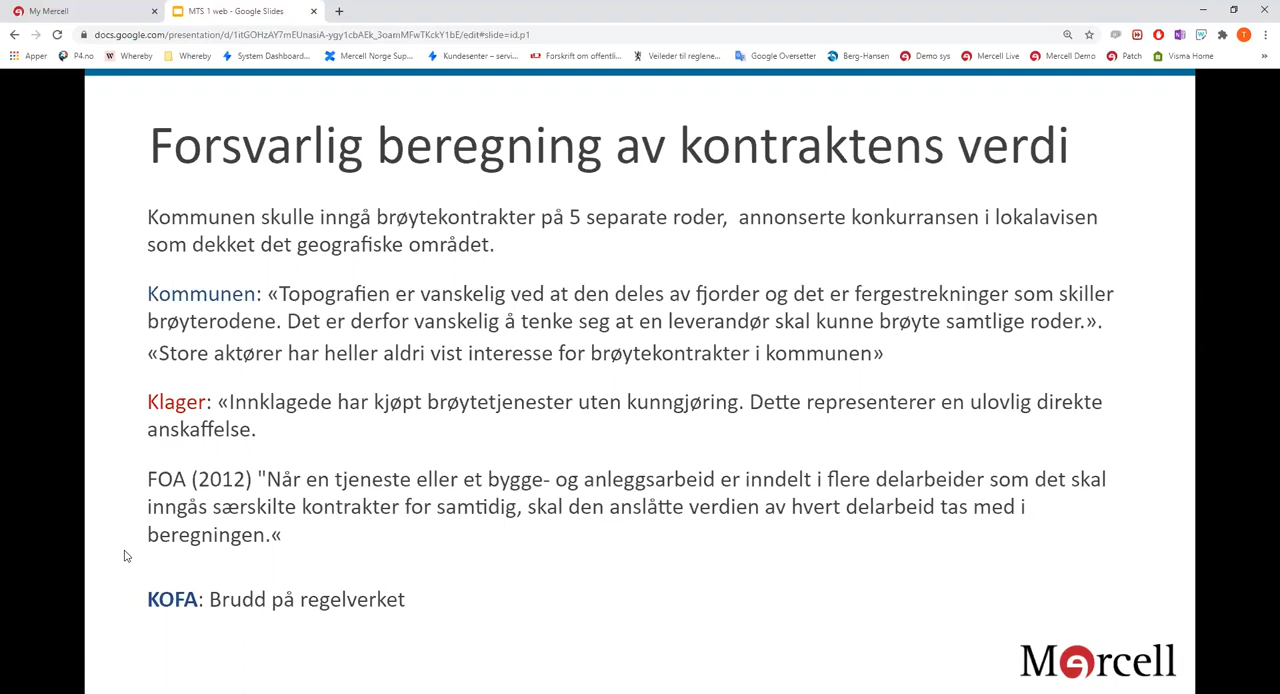 My Mercell
MTS 1 web - Google Slides
docs.google.com/presentation/d/1itGOHzAY7mEUnasiA-ygy1cbAEk_3oamMFwTKckY1bE/edit#slide=id.p1
Apper P4.no Whereby Whereby System Dashboard... Mercell Norge Sup... Kundesenter – servi... Forskrift om offentli... Veileder til reglene... Google Oversetter Berg-Hansen Demo sys Mercell Live Mercell Demo Patch Visma Home
Forsvarlig beregning av kontraktens verdi
Kommunen skulle inngå brøytekontrakter på 5 separate roder, annonserte konkurransen i lokalavisen
som dekket det geografiske området.
Kommunen: «Topografien er vanskelig ved at den deles av fjorder og det er fergestrekninger som skiller
brøyterodene. Det er derfor vanskelig å tenke seg at en leverandør skal kunne brøyte samtlige roder.».
«Store aktører har heller aldri vist interesse for brøytekontrakter i kommunen»
Klager: «Innklagede har kjøpt brøytetjenester uten kunngjøring. Dette representerer en ulovlig direkte
anskaffelse.
FOA (2012) "Når en tjeneste eller et bygge- og anleggsarbeid er inndelt i flere delarbeider som det skal
inngås særskilte kontrakter for samtidig, skal den anslåtte verdien av hvert delarbeid tas med i
beregningen.«
KOFA: Brudd på regelverket
Mercell